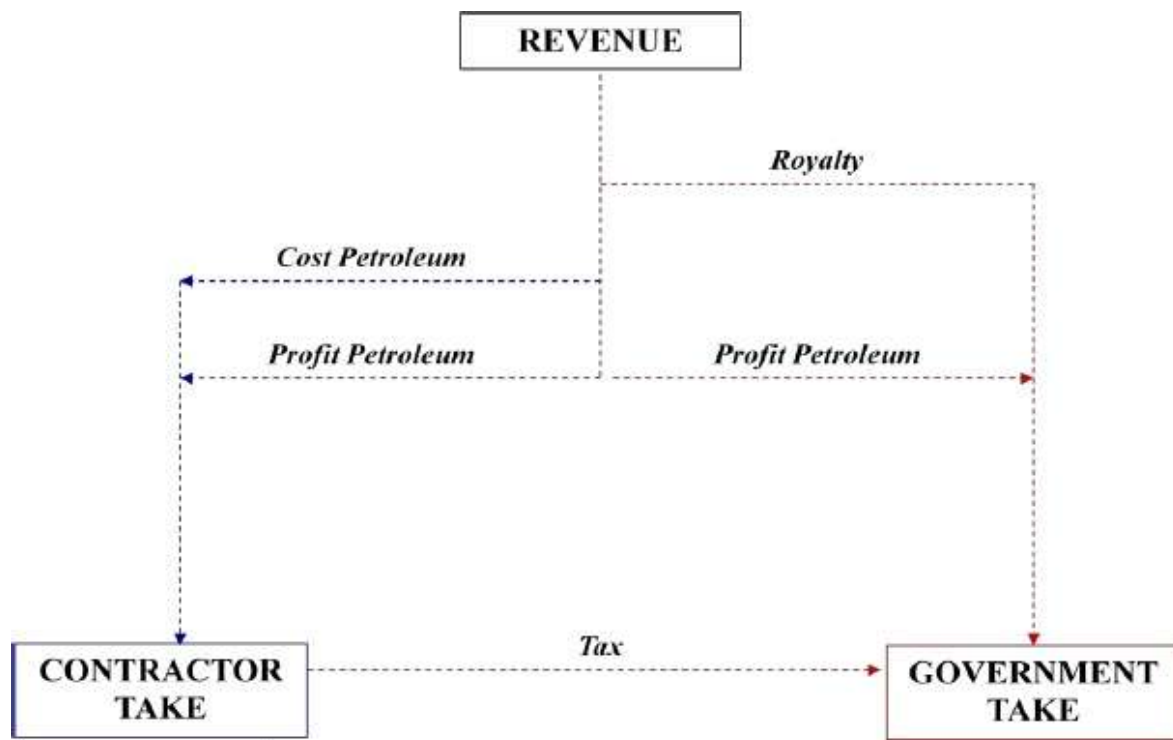 REVENUE
Royalty
Cost Petroleum
Profit Petroleum
Profit Petroleum
CONTRACTOR
TAKE
Tax
GOVERNMENT
TAKE